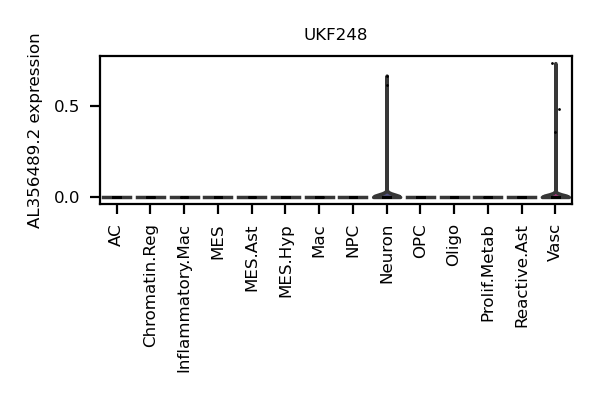 UKF248
AL356489.2 expression
0.5
0.0
AC
Chromatin.Reg
Inflammatory.Mac
MES
MES.Ast
MES.Hyp
Mac
NPC
Neuron
OPC
Oligo
Prolif.Metab
Reactive.Ast
Vasc